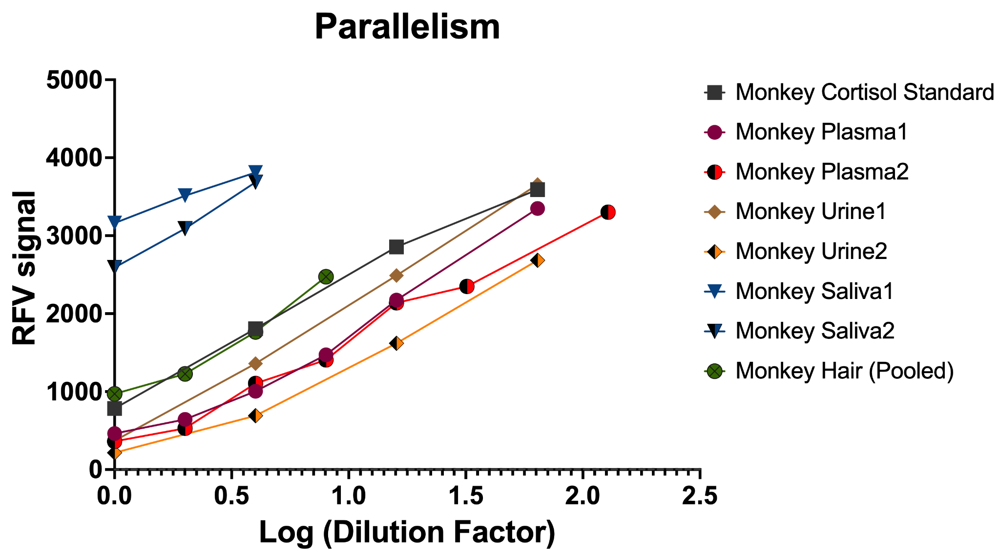 Parallelism
5000
4000
3000
2000
1000
0
RFV signal
0.0 0.5 1.0 1.5 2.0 2.5
Log (Dilution Factor)
Monkey Cortisol Standard
Monkey Plasma1
Monkey Plasma2
Monkey Urine1
Monkey Urine2
Monkey Saliva1
Monkey Saliva2
Monkey Hair (Pooled)